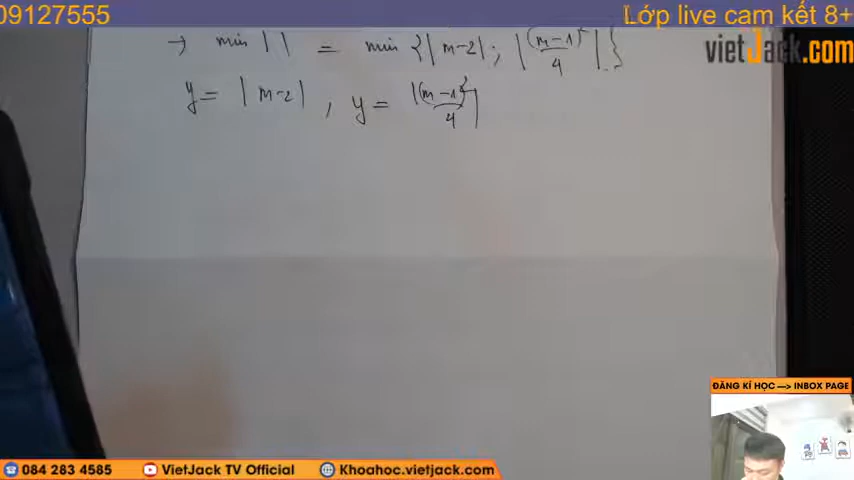 09127555
Lớp live cam kết 8+
vietJack.com
→ min | | = min {|m-2|; |(m-1)²/4|}
y = |m-2| , y = |(m-1)²/4|
ĐĂNG KÍ HỌC —> INBOX PAGE
084 283 4585 VietJack TV Official Khoahoc.vietjack.com